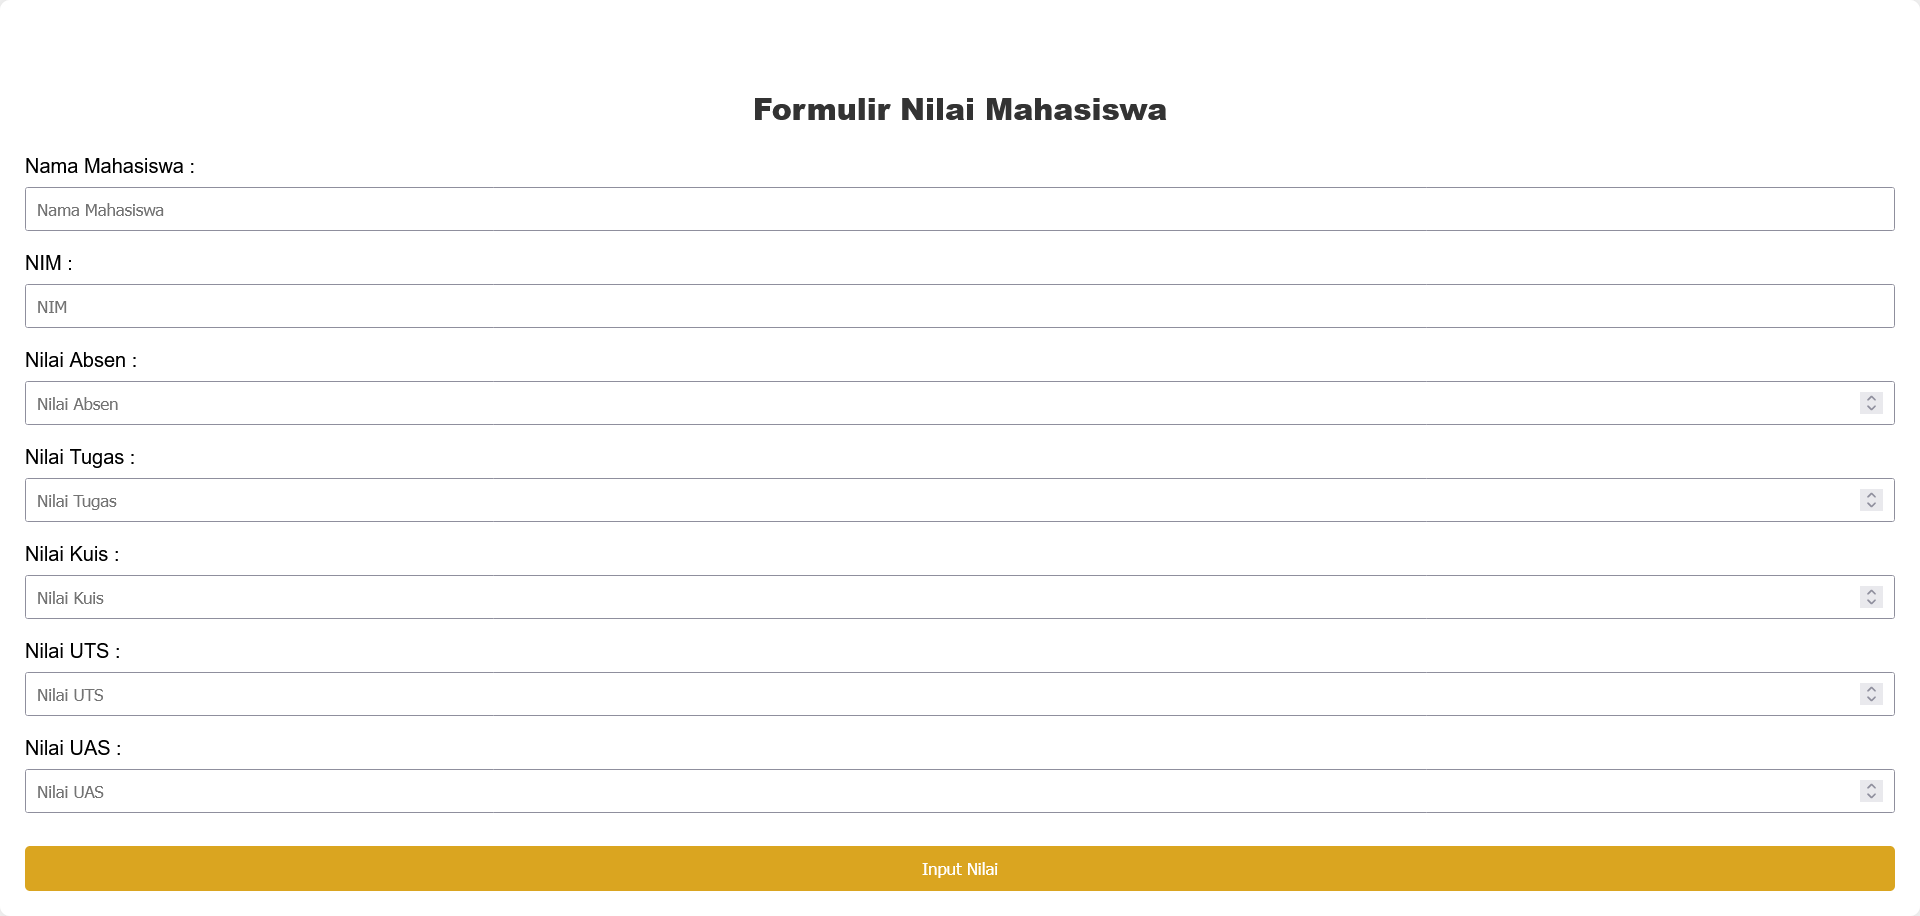 Formulir Nilai Mahasiswa
Nama Mahasiswa :
Nama Mahasiswa
NIM :
NIM
Nilai Absen :
Nilai Absen
Nilai Tugas :
Nilai Tugas
Nilai Kuis :
Nilai Kuis
Nilai UTS :
Nilai UTS
Nilai UAS :
Nilai UAS
Input Nilai